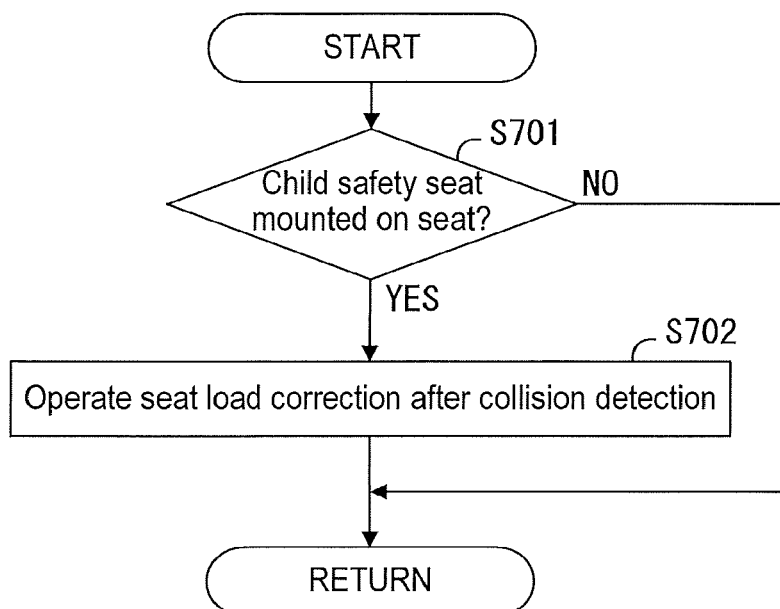 START
S701
Child safety seat
mounted on seat?
NO
YES
S702
Operate seat load correction after collision detection
RETURN